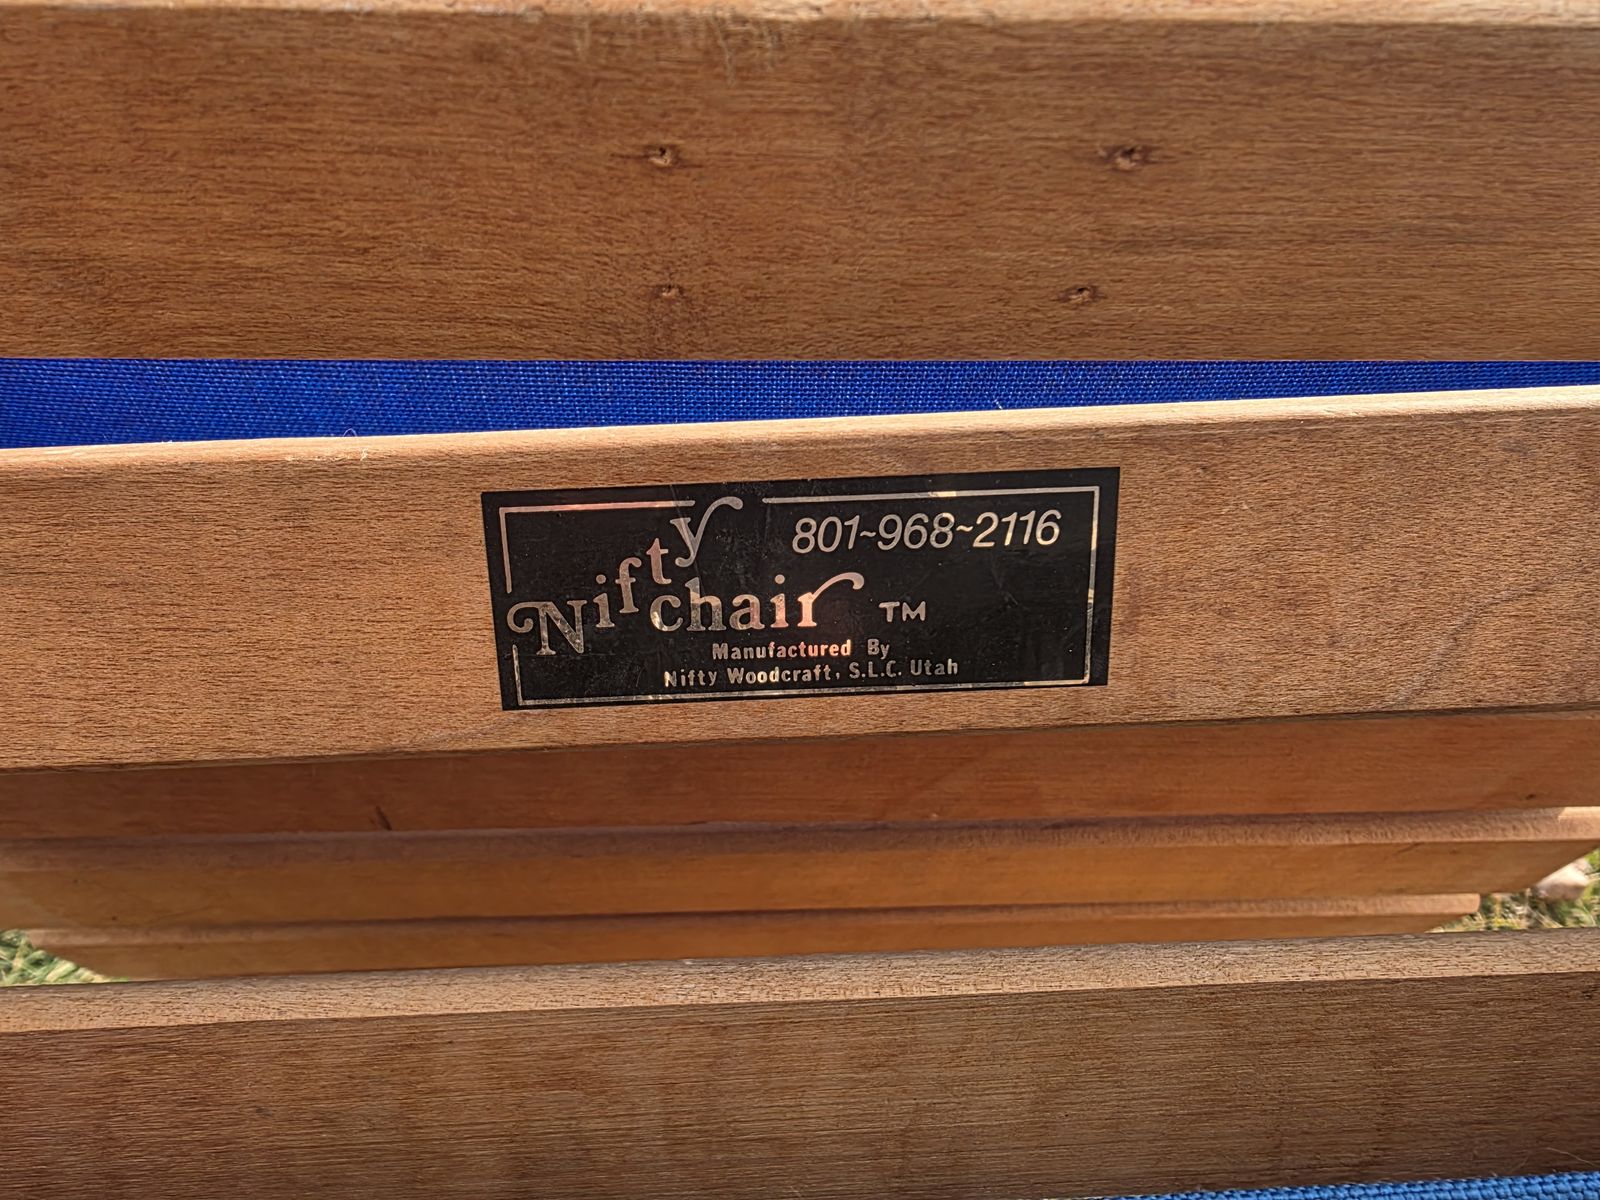 Nifty
chair ™
801~968~2116
Manufactured By
Nifty Woodcraft, S.L.C. Utah